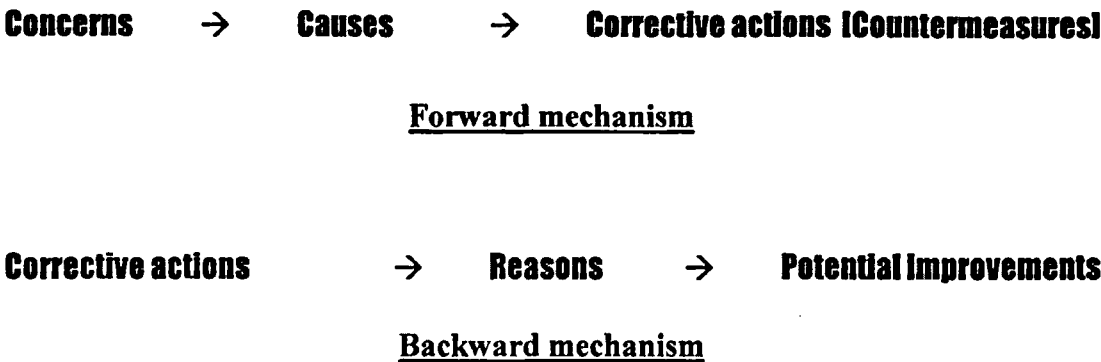 Concerns → Causes → Corrective actions [Countermeasures]
Forward mechanism
Corrective actions → Reasons → Potential Improvements
Backward mechanism